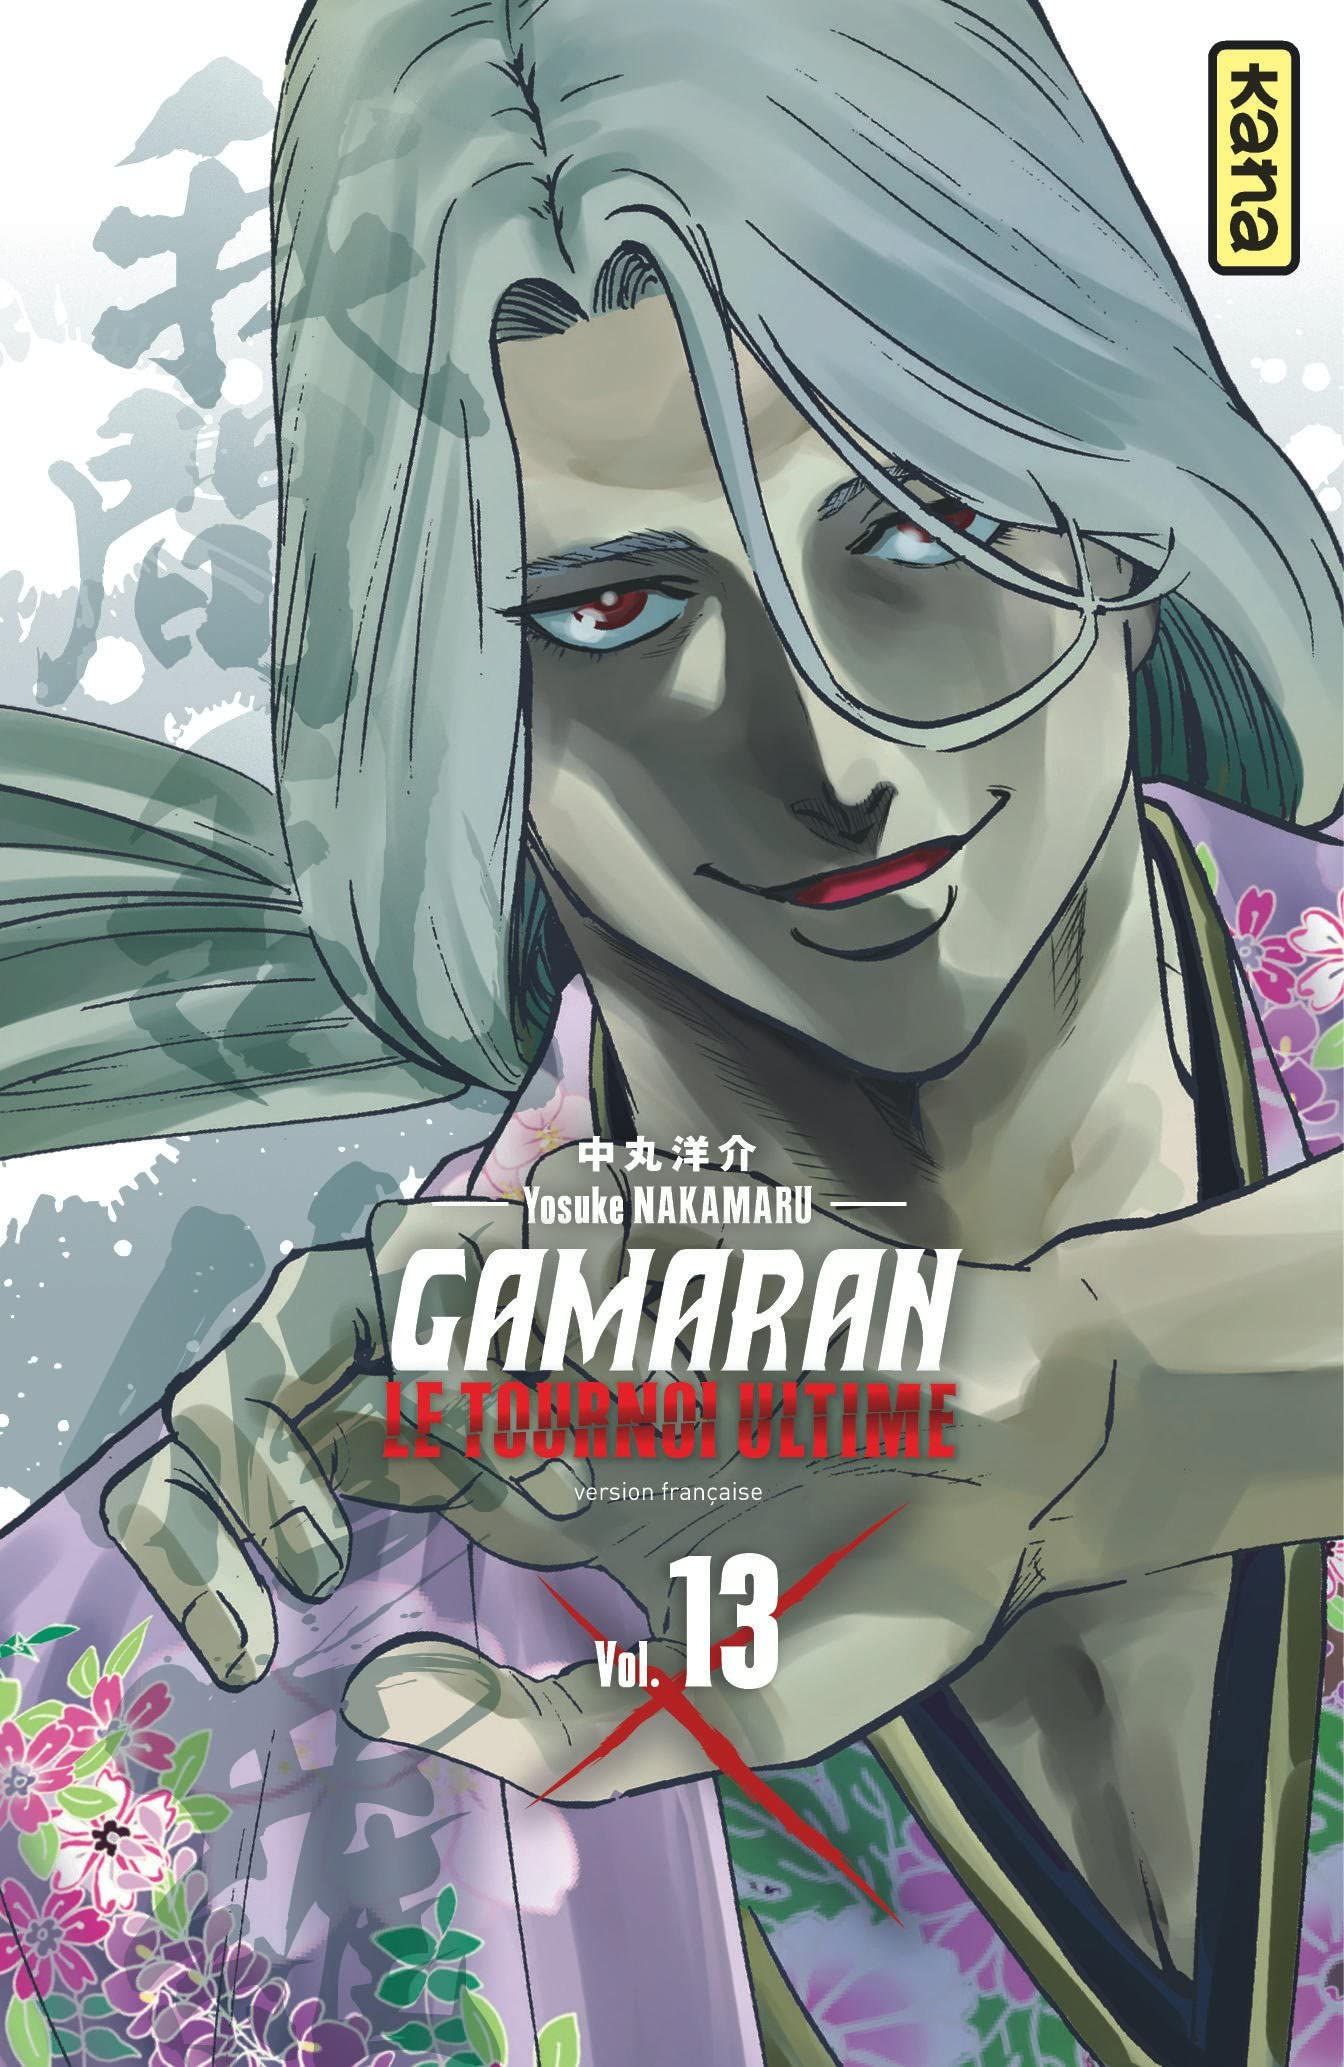 kana
中丸洋介
Yosuke NAKAMARU
GAMARAN
LE TOURNOI ULTIME
version française
Vol. 13